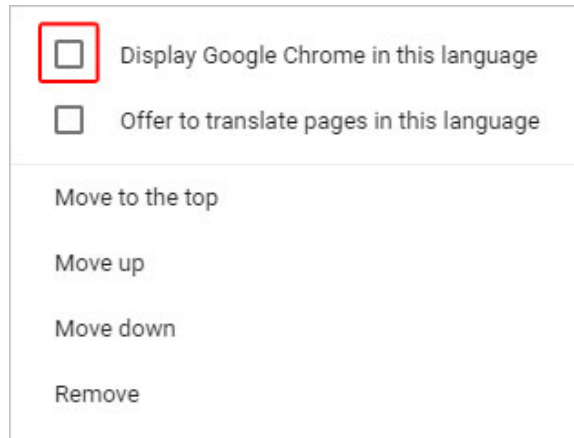 Display Google Chrome in this language
Offer to translate pages in this language
Move to the top
Move up
Move down
Remove